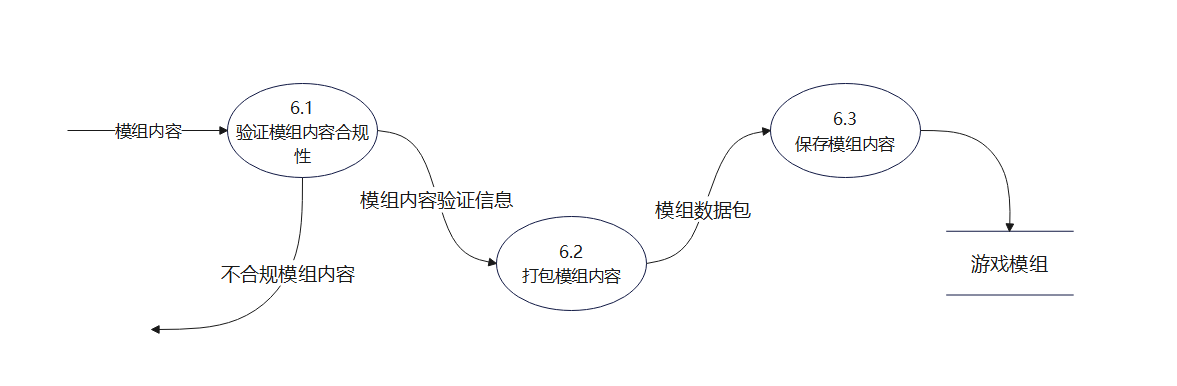 模组内容
6.1
验证模组内容合规
性
模组内容验证信息
不合规模组内容
6.2
打包模组内容
模组数据包
6.3
保存模组内容
游戏模组